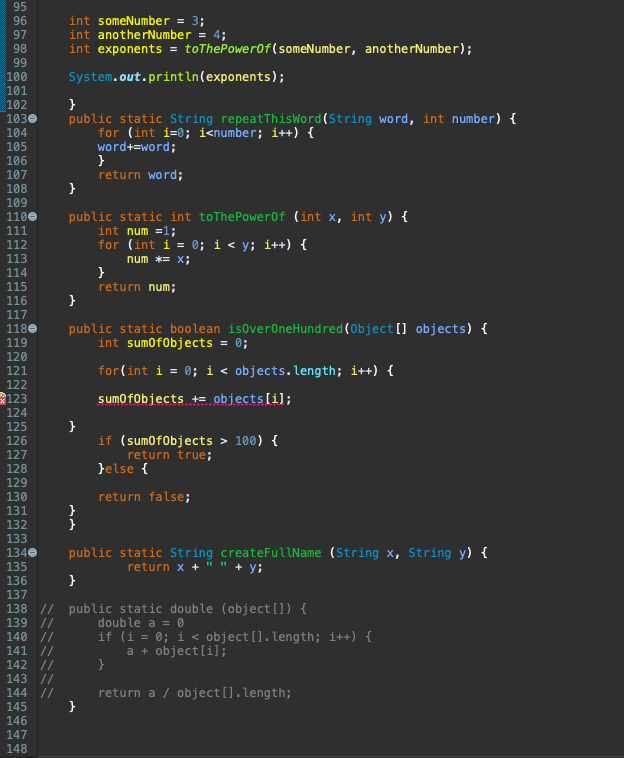 95
96 int someNumber = 3;
97 int anotherNumber = 4;
98 int exponents = toThePowerOf(someNumber, anotherNumber);
99
100 System.out.println(exponents);
101
102 }
103 public static String repeatThisWord(String word, int number) {
104 for (int i=0; i<number; i++) {
105 word+=word;
106 }
107 return word;
108 }
109
110 public static int toThePowerOf (int x, int y) {
111 int num =1;
112 for (int i = 0; i < y; i++) {
113 num *= x;
114 }
115 return num;
116 }
117
118 public static boolean isOverOneHundred(Object[] objects) {
119 int sumOfObjects = 0;
120
121 for(int i = 0; i < objects.length; i++) {
122
123 sumOfObjects += objects[i];
124
125 }
126 if (sumOfObjects > 100) {
127 return true;
128 }else {
129
130 return false;
131 }
132 }
133
134 public static String createFullName (String x, String y) {
135 return x + " " + y;
136 }
137
138 // public static double (object[]) {
139 // double a = 0
140 // if (i = 0; i < object[].length; i++) {
141 // a + object[i];
142 // }
143 //
144 // return a / object[].length;
145 }
146
147
148